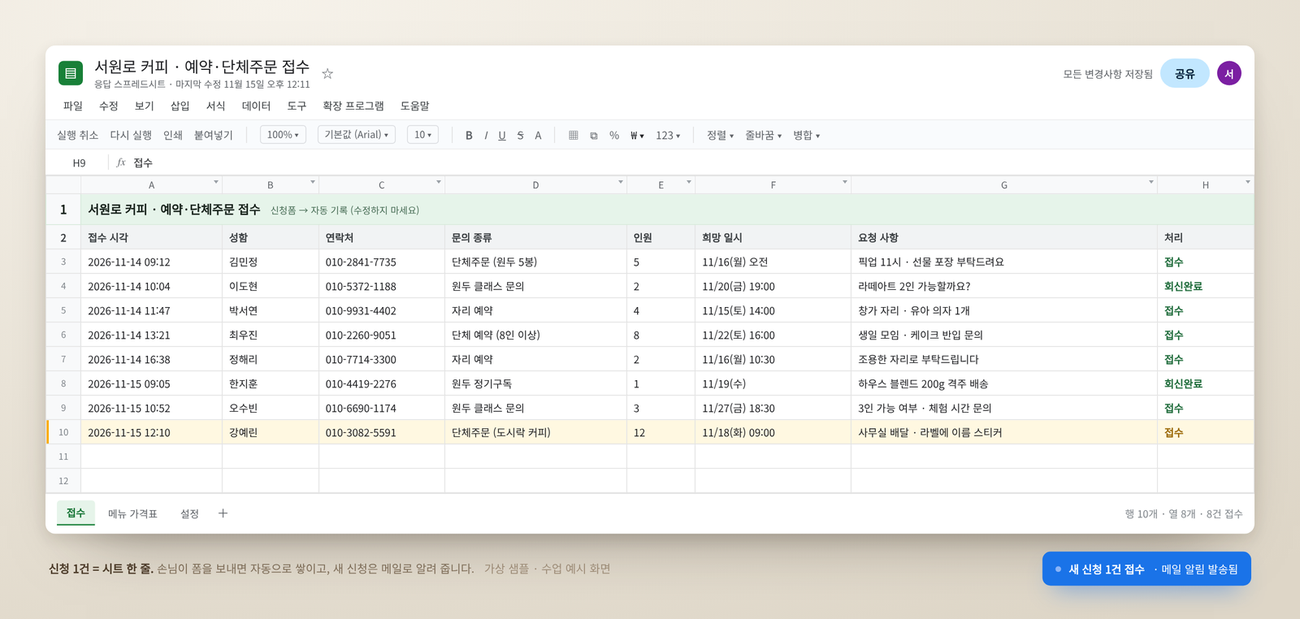 서원로 커피 · 예약·단체주문 접수 ☆
응답 스프레드시트 · 마지막 수정 11월 15일 오후 12:11
모든 변경사항 저장됨 공유 서
파일 수정 보기 삽입 서식 데이터 도구 확장 프로그램 도움말
실행 취소 다시 실행 인쇄 붙여넣기 100% ▾ 기본값 (Arial) ▾ 10 ▾ B I U S A ▦ ⧉ % ₩ ▾ 123 ▾ 정렬 ▾ 줄바꿈 ▾ 병합 ▾
H9 fx 접수
A B C D E F G H
1 서원로 커피 · 예약·단체주문 접수 신청폼 → 자동 기록 (수정하지 마세요)
2 접수 시각 성함 연락처 문의 종류 인원 희망 일시 요청 사항 처리
3 2026-11-14 09:12 김민정 010-2841-7735 단체주문 (원두 5봉) 5 11/16(월) 오전 픽업 11시 · 선물 포장 부탁드려요 접수
4 2026-11-14 10:04 이도현 010-5372-1188 원두 클래스 문의 2 11/20(금) 19:00 라떼아트 2인 가능할까요? 회신완료
5 2026-11-14 11:47 박서연 010-9931-4402 자리 예약 4 11/15(토) 14:00 창가 자리 · 유아 의자 1개 접수
6 2026-11-14 13:21 최우진 010-2260-9051 단체 예약 (8인 이상) 8 11/22(토) 16:00 생일 모임 · 케이크 반입 문의 접수
7 2026-11-14 16:38 정해리 010-7714-3300 자리 예약 2 11/16(월) 10:30 조용한 자리로 부탁드립니다 접수
8 2026-11-15 09:05 한지훈 010-4419-2276 원두 정기구독 1 11/19(수) 하우스 블렌드 200g 격주 배송 회신완료
9 2026-11-15 10:52 오수빈 010-6690-1174 원두 클래스 문의 3 11/27(금) 18:30 3인 가능 여부 · 체험 시간 문의 접수
10 2026-11-15 12:10 강예린 010-3082-5591 단체주문 (도시락 커피) 12 11/18(화) 09:00 사무실 배달 · 라벨에 이름 스티커 접수
11
12
접수 메뉴 가격표 설정 + 행 10개 · 열 8개 · 8건 접수
신청 1건 = 시트 한 줄. 손님이 폼을 보내면 자동으로 쌓이고, 새 신청은 메일로 알려 줍니다. 가상 샘플 · 수업 예시 화면
새 신청 1건 접수 · 메일 알림 발송됨